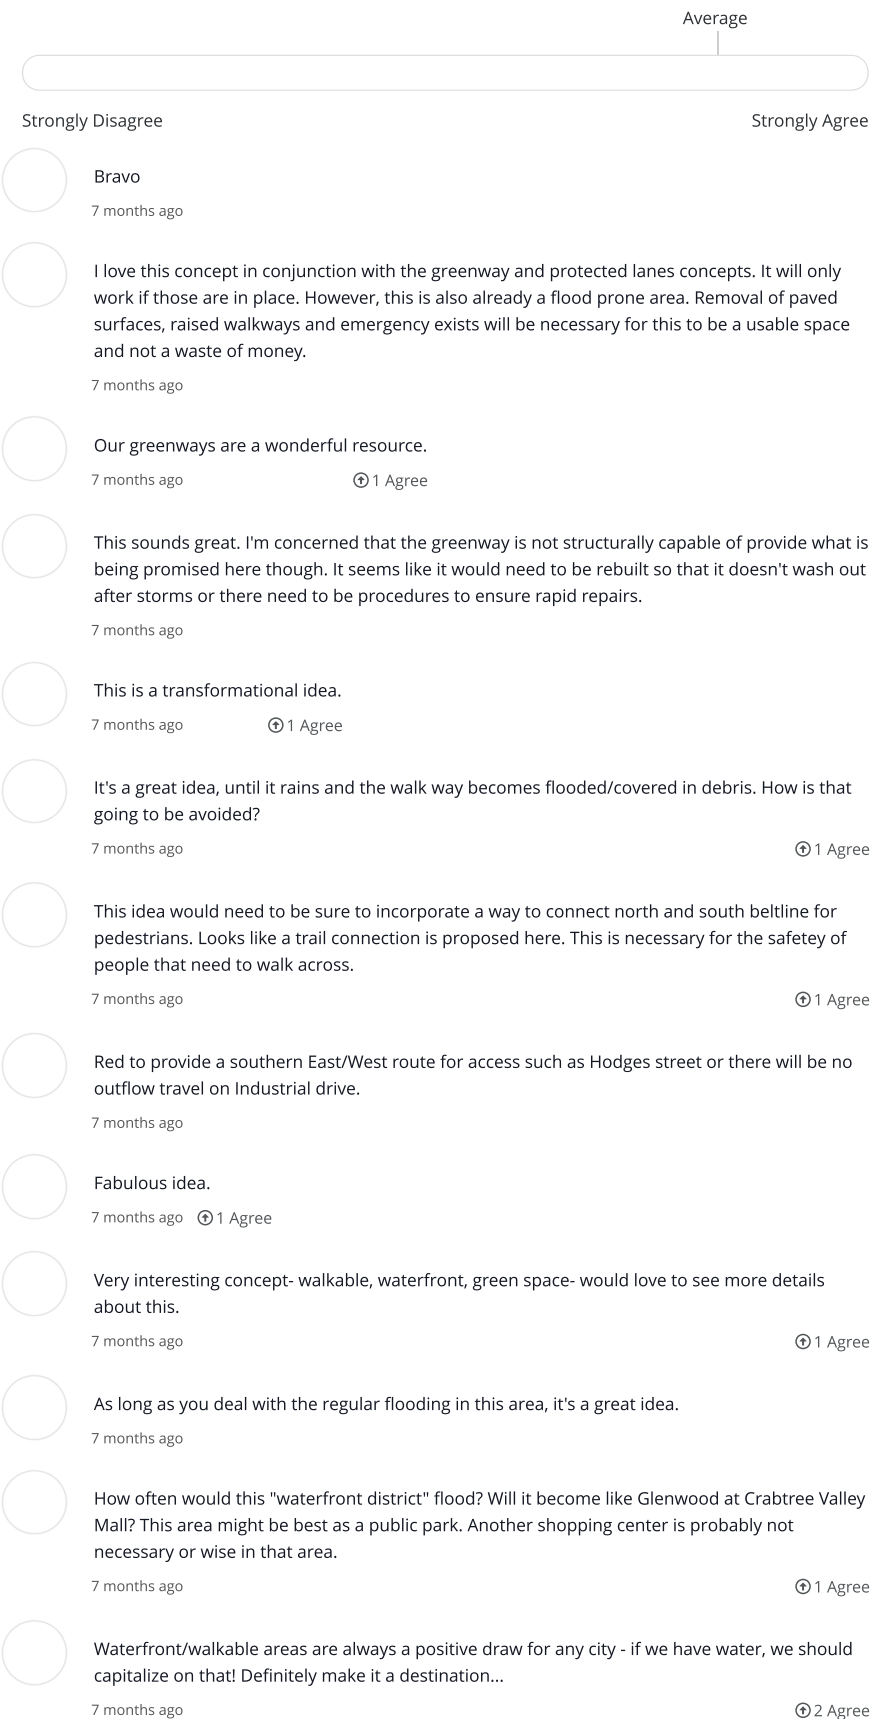 Average
Strongly Disagree
Strongly Agree
Bravo
7 months ago
I love this concept in conjunction with the greenway and protected lanes concepts. It will only
work if those are in place. However, this is also already a flood prone area. Removal of paved
surfaces, raised walkways and emergency exists will be necessary for this to be a usable space
and not a waste of money.
7 months ago
Our greenways are a wonderful resource.
7 months ago
1 Agree
This sounds great. I'm concerned that the greenway is not structurally capable of provide what is
being promised here though. It seems like it would need to be rebuilt so that it doesn't wash out
after storms or there need to be procedures to ensure rapid repairs.
7 months ago
This is a transformational idea.
7 months ago
1 Agree
It's a great idea, until it rains and the walk way becomes flooded/covered in debris. How is that
going to be avoided?
7 months ago
1 Agree
This idea would need to be sure to incorporate a way to connect north and south beltline for
pedestrians. Looks like a trail connection is proposed here. This is necessary for the safetey of
people that need to walk across.
7 months ago
1 Agree
Red to provide a southern East/West route for access such as Hodges street or there will be no
outflow travel on Industrial drive.
7 months ago
Fabulous idea.
7 months ago
1 Agree
Very interesting concept- walkable, waterfront, green space- would love to see more details
about this.
7 months ago
1 Agree
As long as you deal with the regular flooding in this area, it's a great idea.
7 months ago
How often would this "waterfront district" flood? Will it become like Glenwood at Crabtree Valley
Mall? This area might be best as a public park. Another shopping center is probably not
necessary or wise in that area.
7 months ago
1 Agree
Waterfront/walkable areas are always a positive draw for any city - if we have water, we should
capitalize on that! Definitely make it a destination...
7 months ago
2 Agree